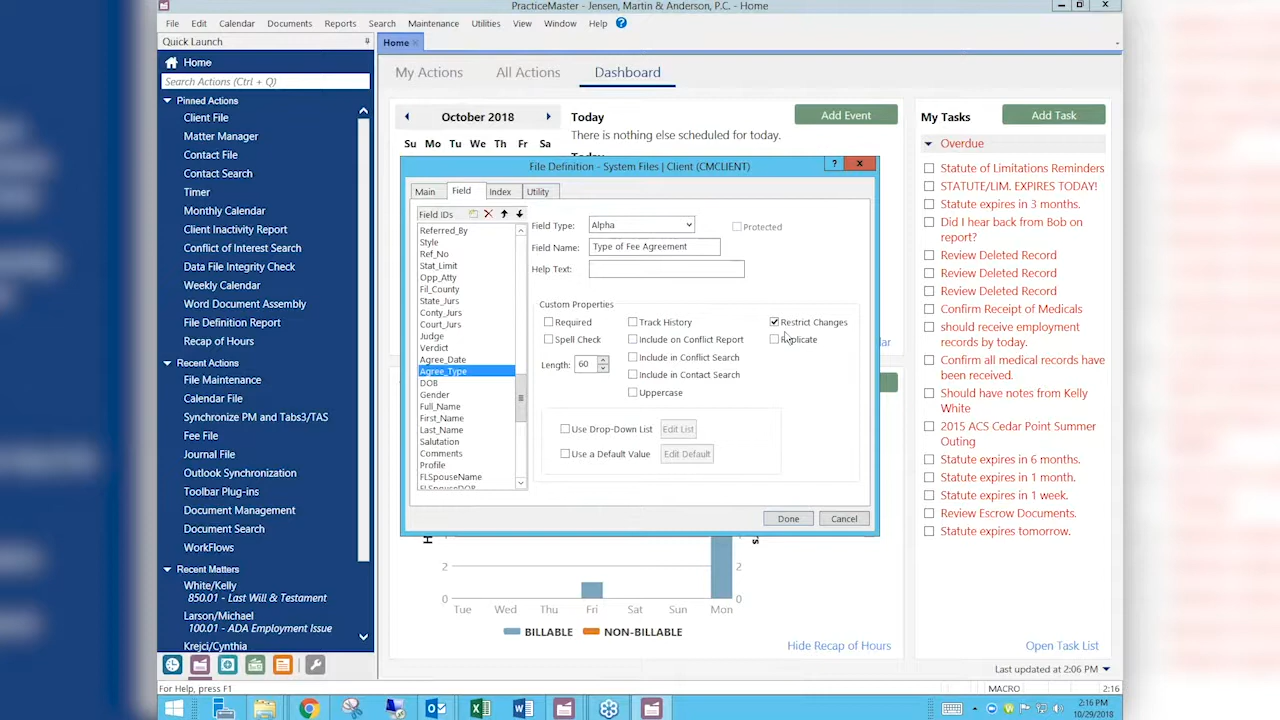 PracticeMaster - Jensen, Martin & Anderson, P.C. - Home
File Edit Calendar Documents Reports Search Maintenance Utilities View Window Help ?
Quick Launch
Home
Search Actions (Ctrl + Q)
Pinned Actions
Client File
Matter Manager
Contact File
Contact Search
Timer
Monthly Calendar
Client Inactivity Report
Conflict of Interest Search
Data File Integrity Check
Weekly Calendar
Word Document Assembly
File Definition Report
Recap of Hours
Recent Actions
File Maintenance
Calendar File
Synchronize PM and Tabs3/TAS
Fee File
Journal File
Outlook Synchronization
Toolbar Plug-ins
Document Management
Document Search
WorkFlows
Recent Matters
White/Kelly
850.01 - Last Will & Testament
Larson/Michael
100.01 - ADA Employment Issue
Krejci/Cynthia
Home
My Actions All Actions Dashboard
October 2018
Su Mo Tu We Th Fr Sa
Today
There is nothing else scheduled for today.
Add Event
File Definition - System Files | Client (CMCLIENT)
?
Main Field Index Utility
Field IDs
Referred_By
Style
Ref_No
Stat_Limit
Opp_Atty
Fil_County
State_Jurs
Conty_Jurs
Court_Jurs
Judge
Verdict
Agree_Date
Agree_Type
DOB
Gender
Full_Name
First_Name
Last_Name
Salutation
Comments
Profile
FLSpouseName
FLSpouseDOB
Field Type: Alpha
Protected
Field Name: Type of Fee Agreement
Help Text:
Custom Properties
Required Track History Restrict Changes
Spell Check Include on Conflict Report Replicate
Length: 60
Include in Conflict Search
Include in Contact Search
Uppercase
Use Drop-Down List Edit List
Use a Default Value Edit Default
Done Cancel
2 2
0 0
Tue Wed Thu Fri Sat Sun Mon
BILLABLE NON-BILLABLE
Hide Recap of Hours
My Tasks
Add Task
Overdue
Statute of Limitations Reminders
STATUTE/LIM. EXPIRES TODAY!
Statute expires in 3 months.
Did I hear back from Bob on
report?
Review Deleted Record
Review Deleted Record
Review Deleted Record
Confirm Receipt of Medicals
should receive employment
records by today.
Confirm all medical records have
been received.
Should have notes from Kelly
White
2015 ACS Cedar Point Summer
Outing
Statute expires in 6 months.
Statute expires in 1 month.
Statute expires in 1 week.
Review Escrow Documents.
Statute expires tomorrow.
Open Task List
Last updated at 2:06 PM
For Help, press F1
MACRO 2:16
2:16 PM
10/29/2018